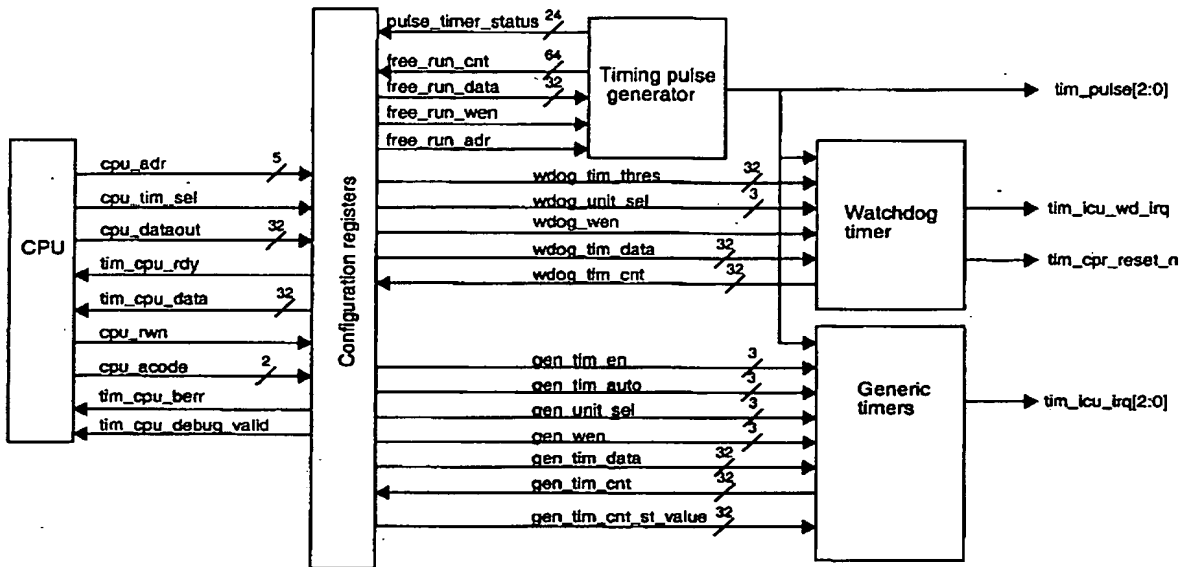 CPU
cpu_adr
5
cpu_tim_sel
cpu_dataout
32
tim_cpu_rdy
tim_cpu_data
32
cpu_rwn
cpu_acode
2
tim_cpu_berr
tim_cpu_debug_valid
Configuration registers
pulse_timer_status
24
free_run_cnt
64
free_run_data
32
free_run_wen
free_run_adr
Timing pulse
generator
tim_pulse[2:0]
wdog_tim_thres
32
wdog_unit_sel
3
wdog_wen
wdog_tim_data
32
wdog_tim_cnt
32
Watchdog
timer
tim_icu_wd_irq
tim_cpr_reset_n
gen_tim_en
3
gen_tim_auto
3
gen_unit_sel
3
gen_wen
3
gen_tim_data
32
gen_tim_cnt
32
gen_tim_cnt_st_value
32
Generic
timers
tim_icu_irq[2:0]